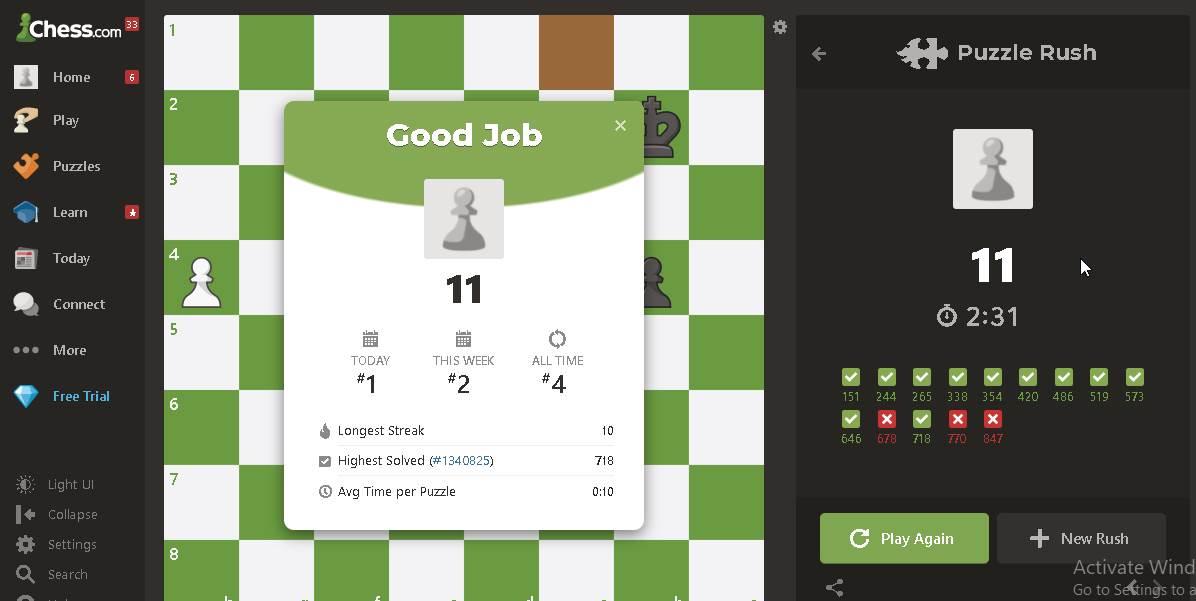 Chess.com 33
Home 6
Play
Puzzles
Learn
Today
Connect
More
Free Trial
Light UI
Collapse
Settings
Search
1
2
3
4
5
6
7
8
Good Job
11
TODAY THIS WEEK ALL TIME
#1 #2 #4
Longest Streak 10
Highest Solved (#1340825) 718
Avg Time per Puzzle 0:10
Puzzle Rush
11
2:31
151 244 265 338 354 420 486 519 573
646 678 718 770 847
Play Again
New Rush
Activate Wind
Go to Settings to a